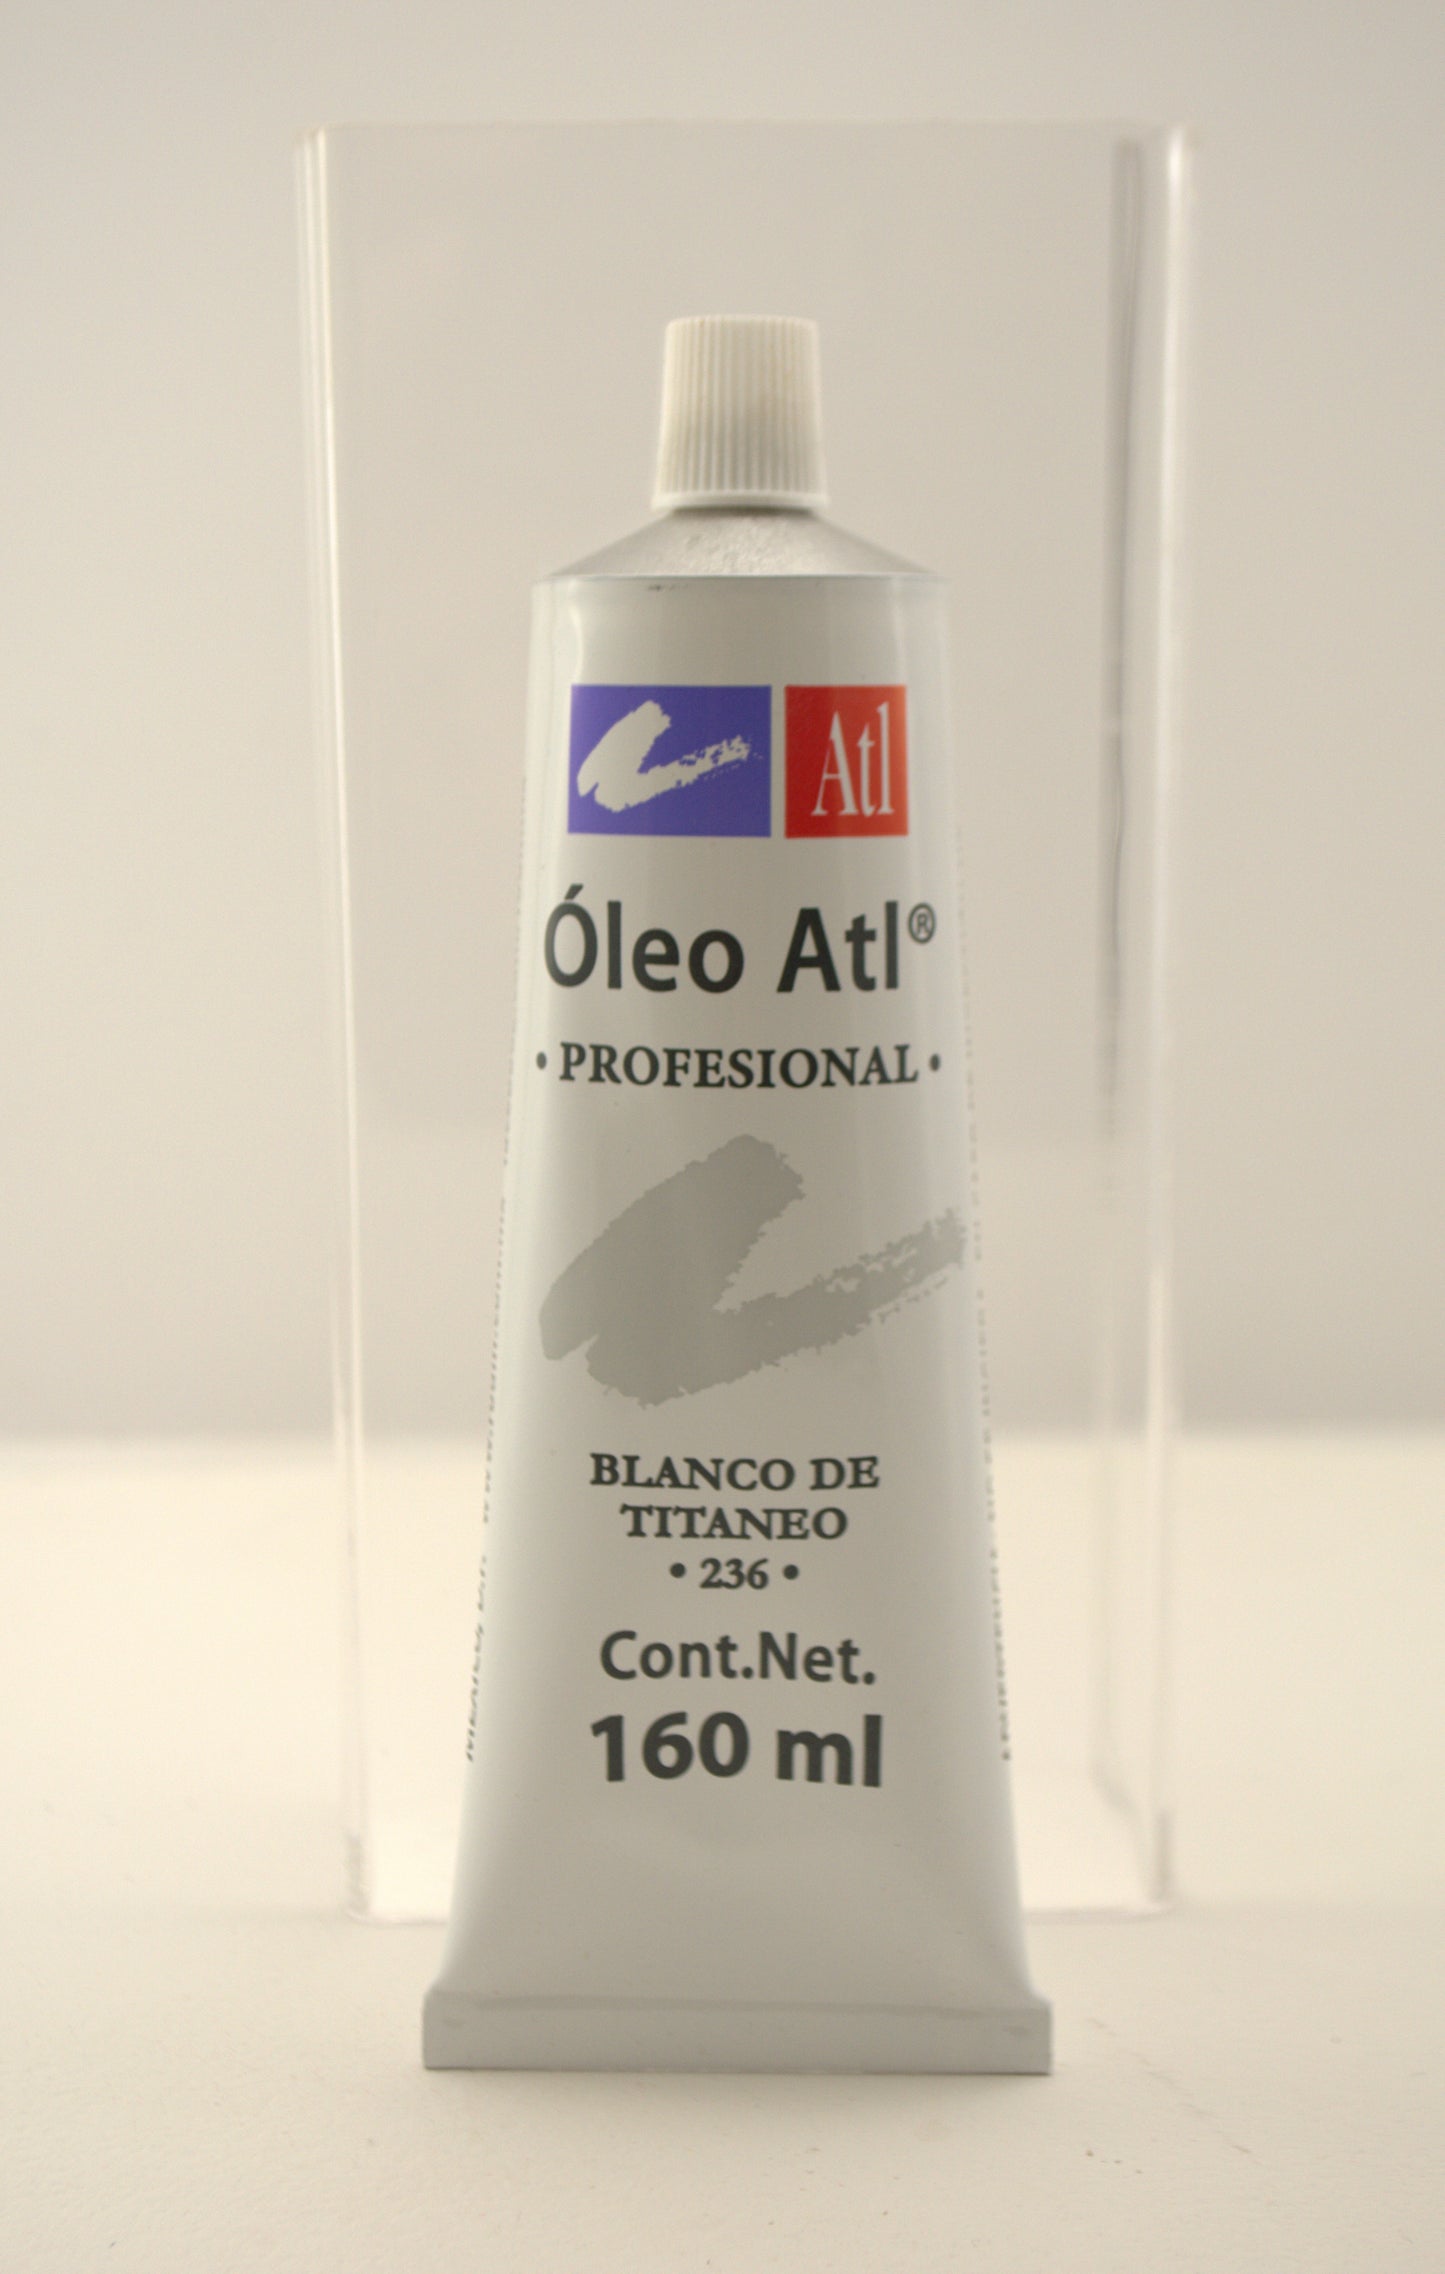 Atl
Óleo Atl®
• PROFESIONAL •
BLANCO DE
TITANEO
• 236 •
Cont.Net.
160 ml